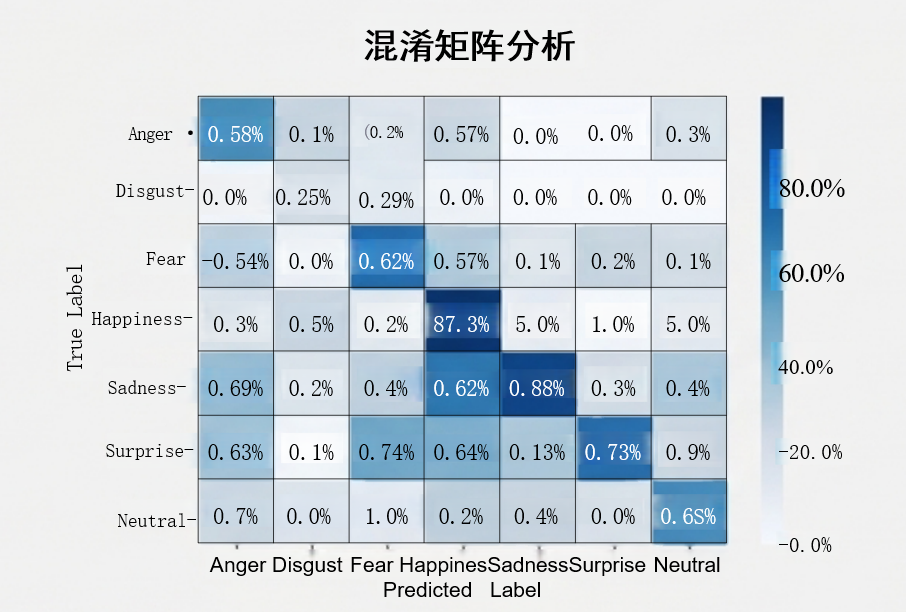 混淆矩阵分析
Anger 0.58% 0.1% (0.2% 0.57% 0.0% 0.0% 0.3%
Disgust 0.0% 0.25% 0.29% 0.0% 0.0% 0.0% 0.0%
Fear -0.54% 0.0% 0.62% 0.57% 0.1% 0.2% 0.1%
Happiness 0.3% 0.5% 0.2% 87.3% 5.0% 1.0% 5.0%
Sadness 0.69% 0.2% 0.4% 0.62% 0.88% 0.3% 0.4%
Surprise 0.63% 0.1% 0.74% 0.64% 0.13% 0.73% 0.9%
Neutral 0.7% 0.0% 1.0% 0.2% 0.4% 0.0% 0.6S%
Anger Disgust Fear HappinesSadnessSurprise Neutral
Predicted Label
True Label
80.0%
60.0%
40.0%
20.0%
0.0%